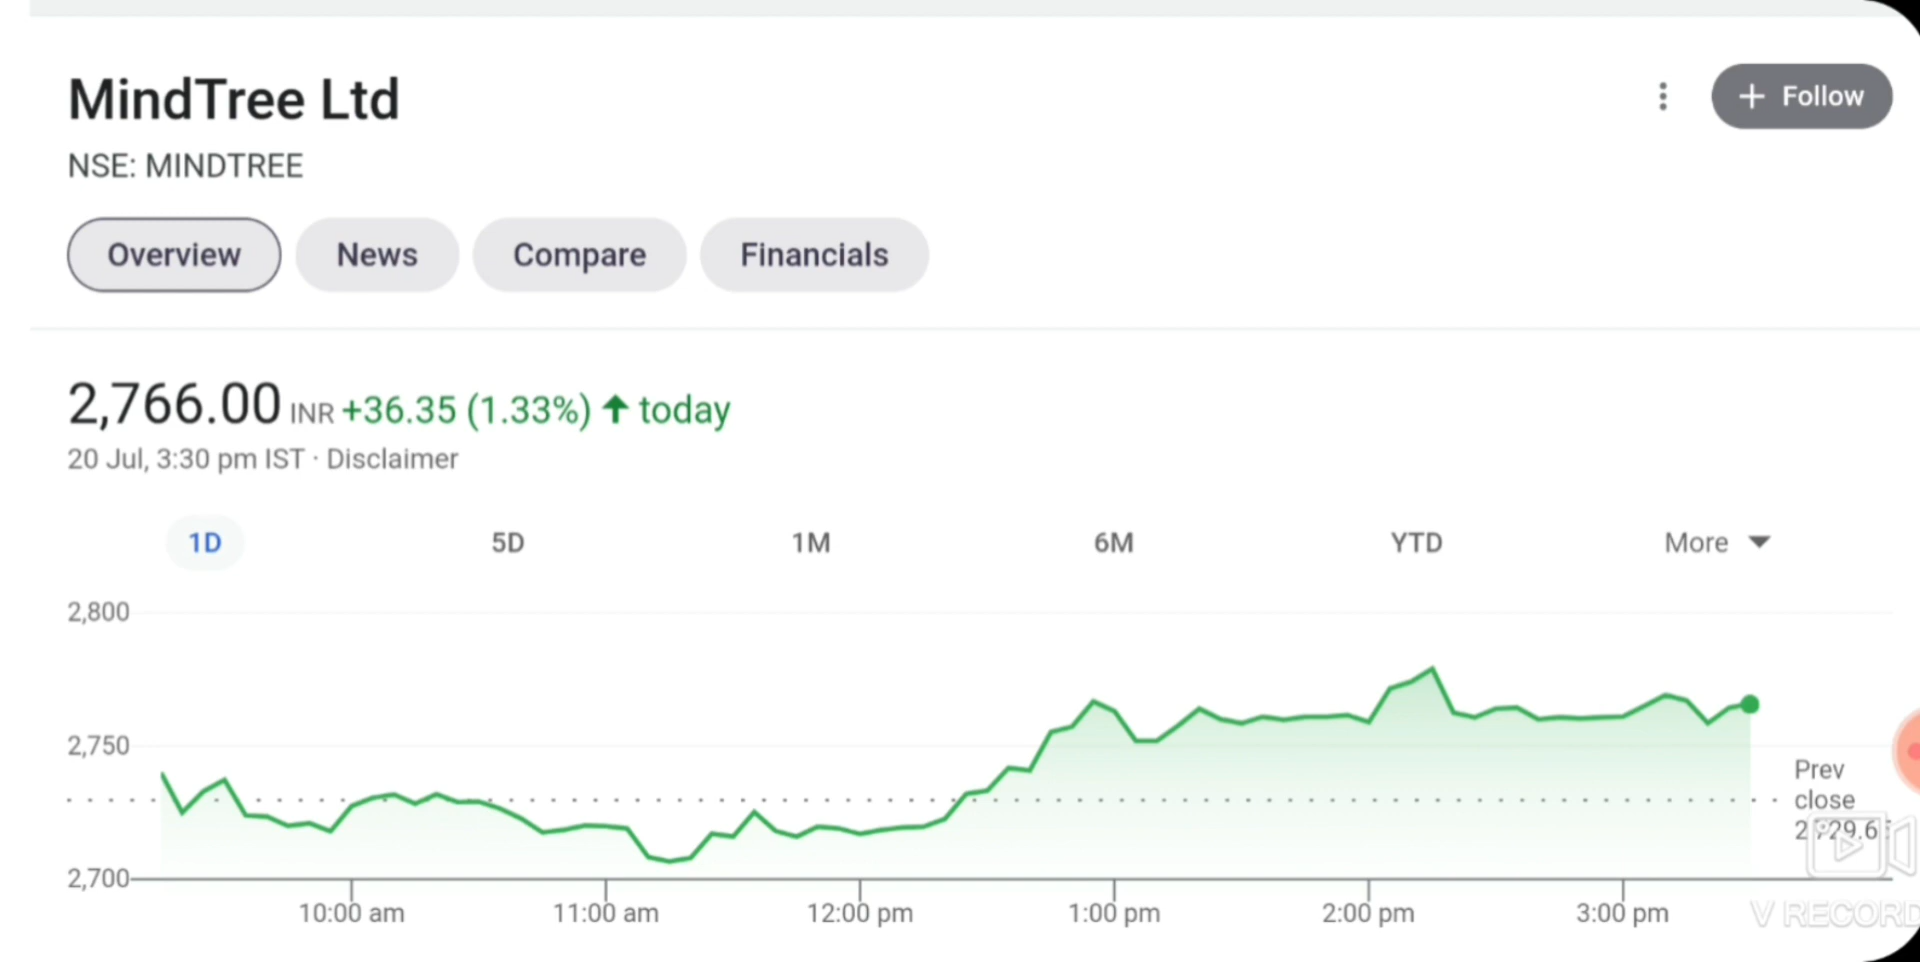 MindTree Ltd
+ Follow
NSE: MINDTREE
Overview News Compare Financials
2,766.00 INR +36.35 (1.33%) ↑ today
20 Jul, 3:30 pm IST · Disclaimer
1D 5D 1M 6M YTD More
2,800
2,750
2,700
Prev
close
10:00 am 11:00 am 12:00 pm 1:00 pm 2:00 pm 3:00 pm
V RECORD